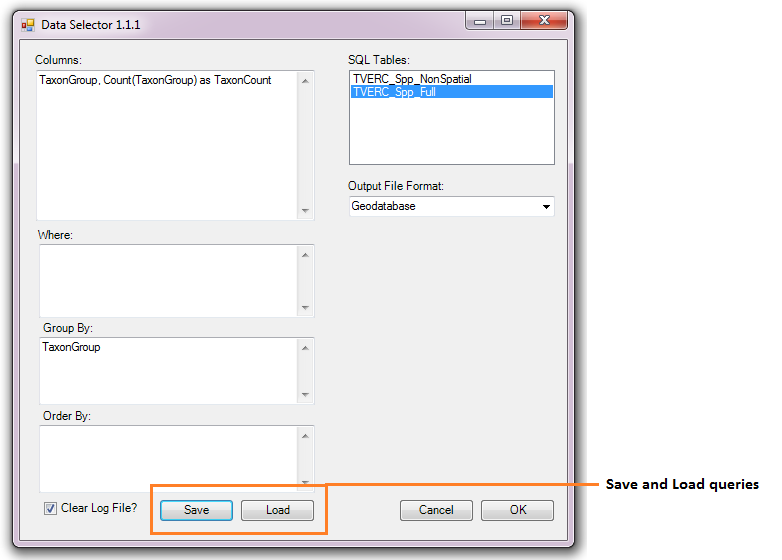 Data Selector 1.1.1
Columns:
TaxonGroup, Count(TaxonGroup) as TaxonCount
SQL Tables:
TVERC_Spp_NonSpatial
TVERC_Spp_Full
Output File Format:
Geodatabase
Where:
Group By:
TaxonGroup
Order By:
Clear Log File?
Save
Load
Cancel
OK
Save and Load queries